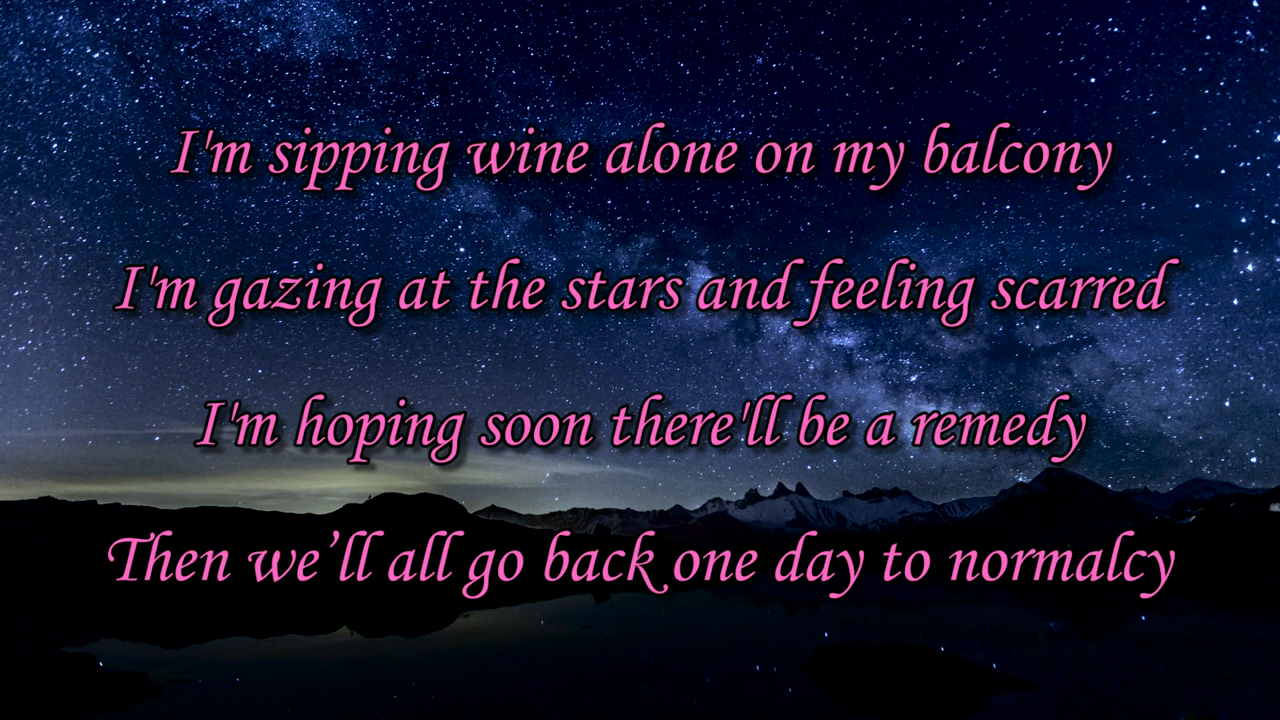 I'm sipping wine alone on my balcony
I'm gazing at the stars and feeling scarred
I'm hoping soon there'll be a remedy
Then we’ll all go back one day to normalcy